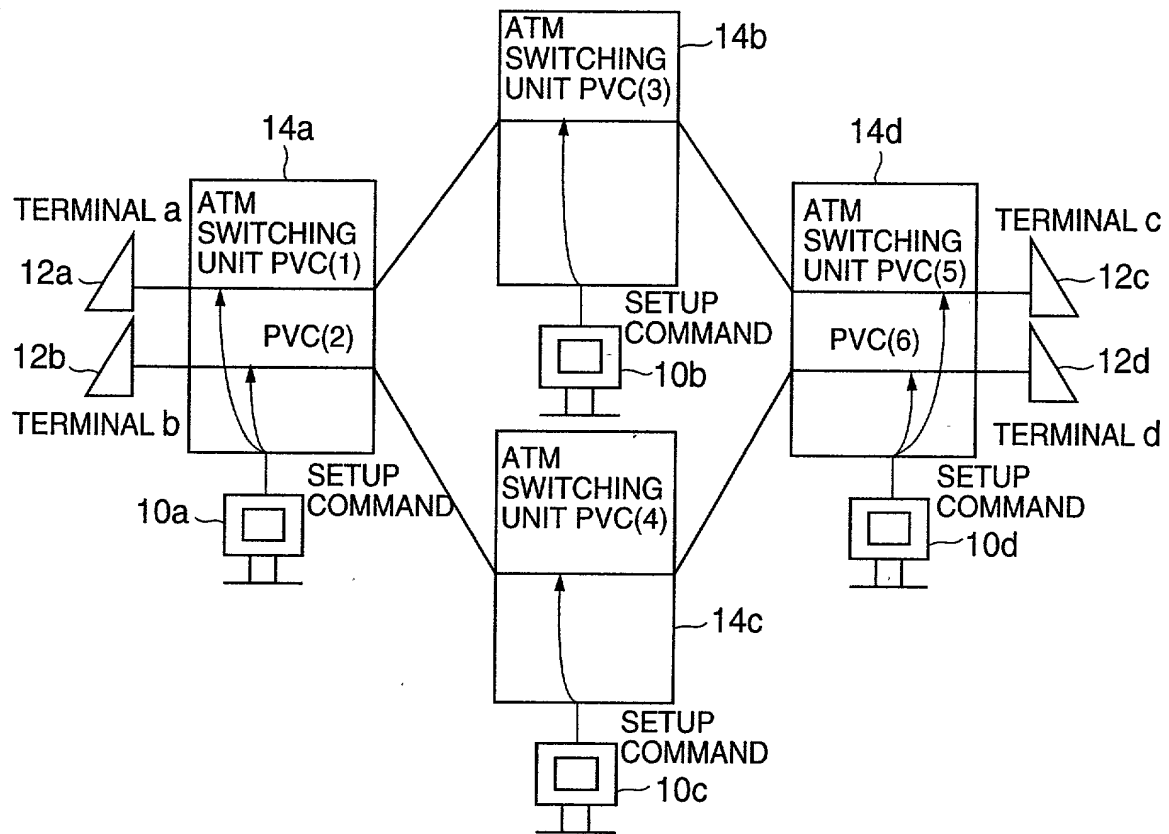 ATM
SWITCHING
UNIT PVC(3)
14b
14a
14d
TERMINAL a
ATM
SWITCHING
UNIT PVC(1)
12a
ATM
SWITCHING
UNIT PVC(5)
TERMINAL c
12c
SETUP
COMMAND
10b
PVC(2)
12b
TERMINAL b
PVC(6)
12d
TERMINAL d
SETUP
COMMAND
10a
ATM
SWITCHING
UNIT PVC(4)
SETUP
COMMAND
10d
14c
SETUP
COMMAND
10c